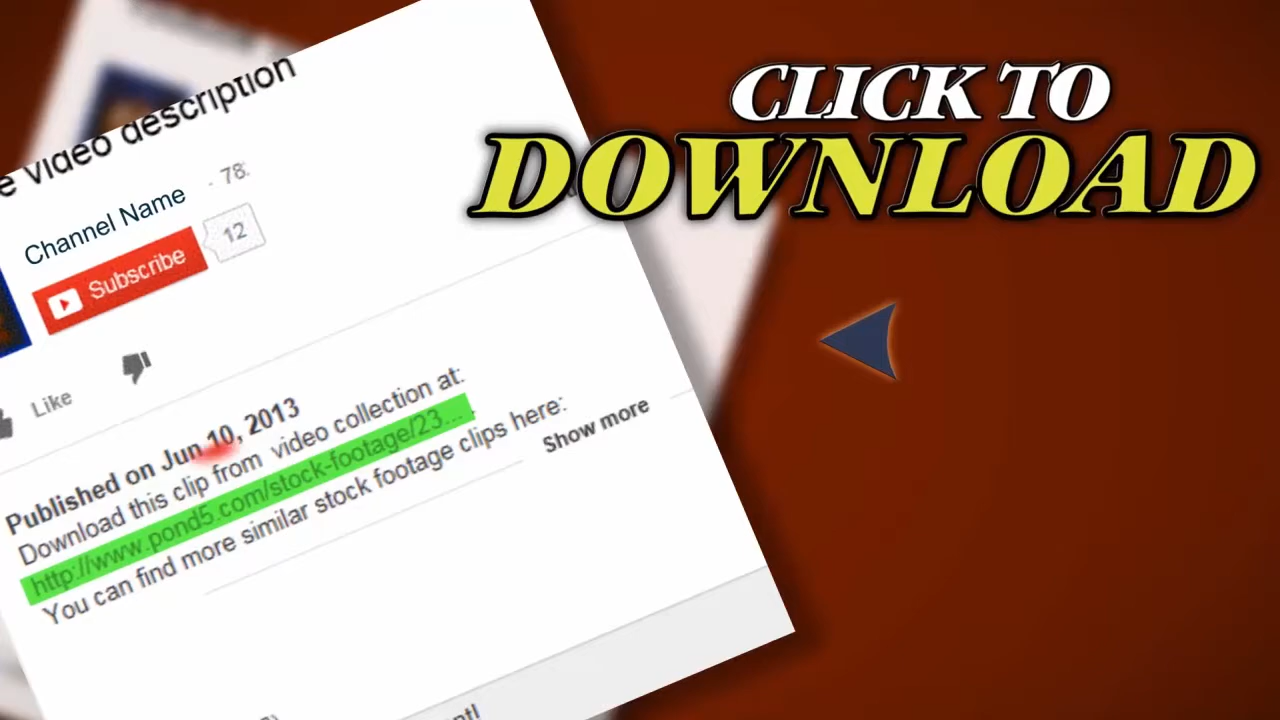 CLICK TO
DOWNLOAD
e video description
Channel Name
· 78
Subscribe
12
Like
Published on Jun 10, 2013
Download this clip from video collection at:
http://www.pond5.com/stock-footage/23...
You can find more similar stock footage clips here:
Show more